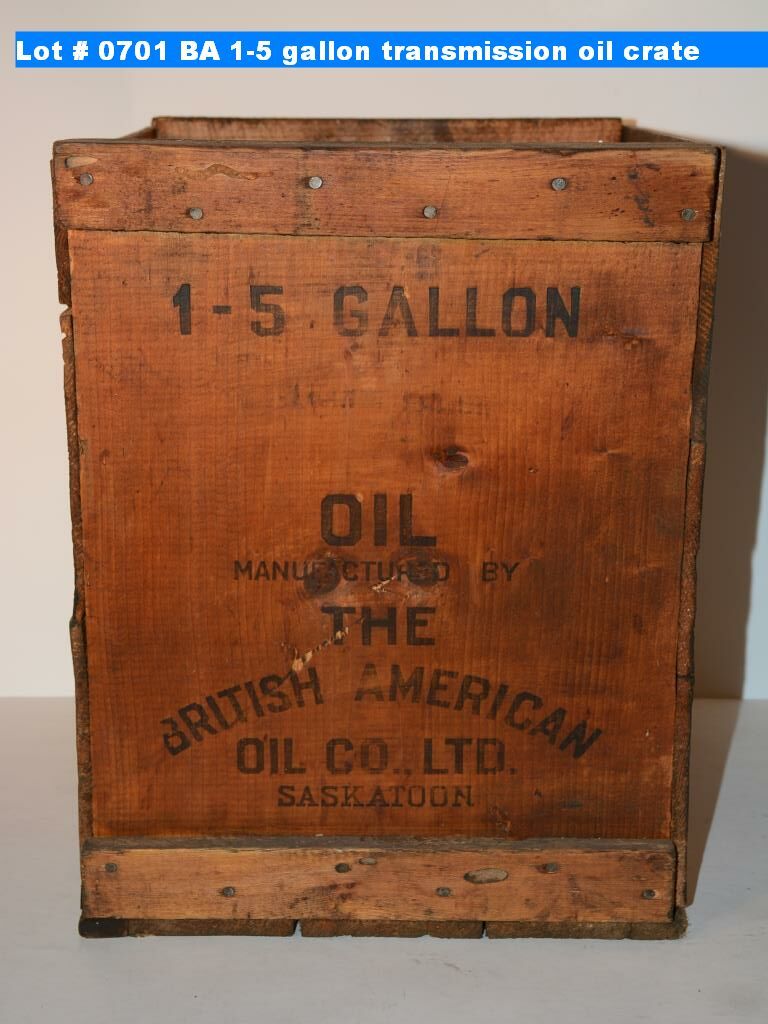 Lot # 0701 BA 1-5 gallon transmission oil crate
1-5 GALLON
OIL
MANUFACTURED BY
THE
BRITISH AMERICAN
OIL CO., LTD.
SASKATOON